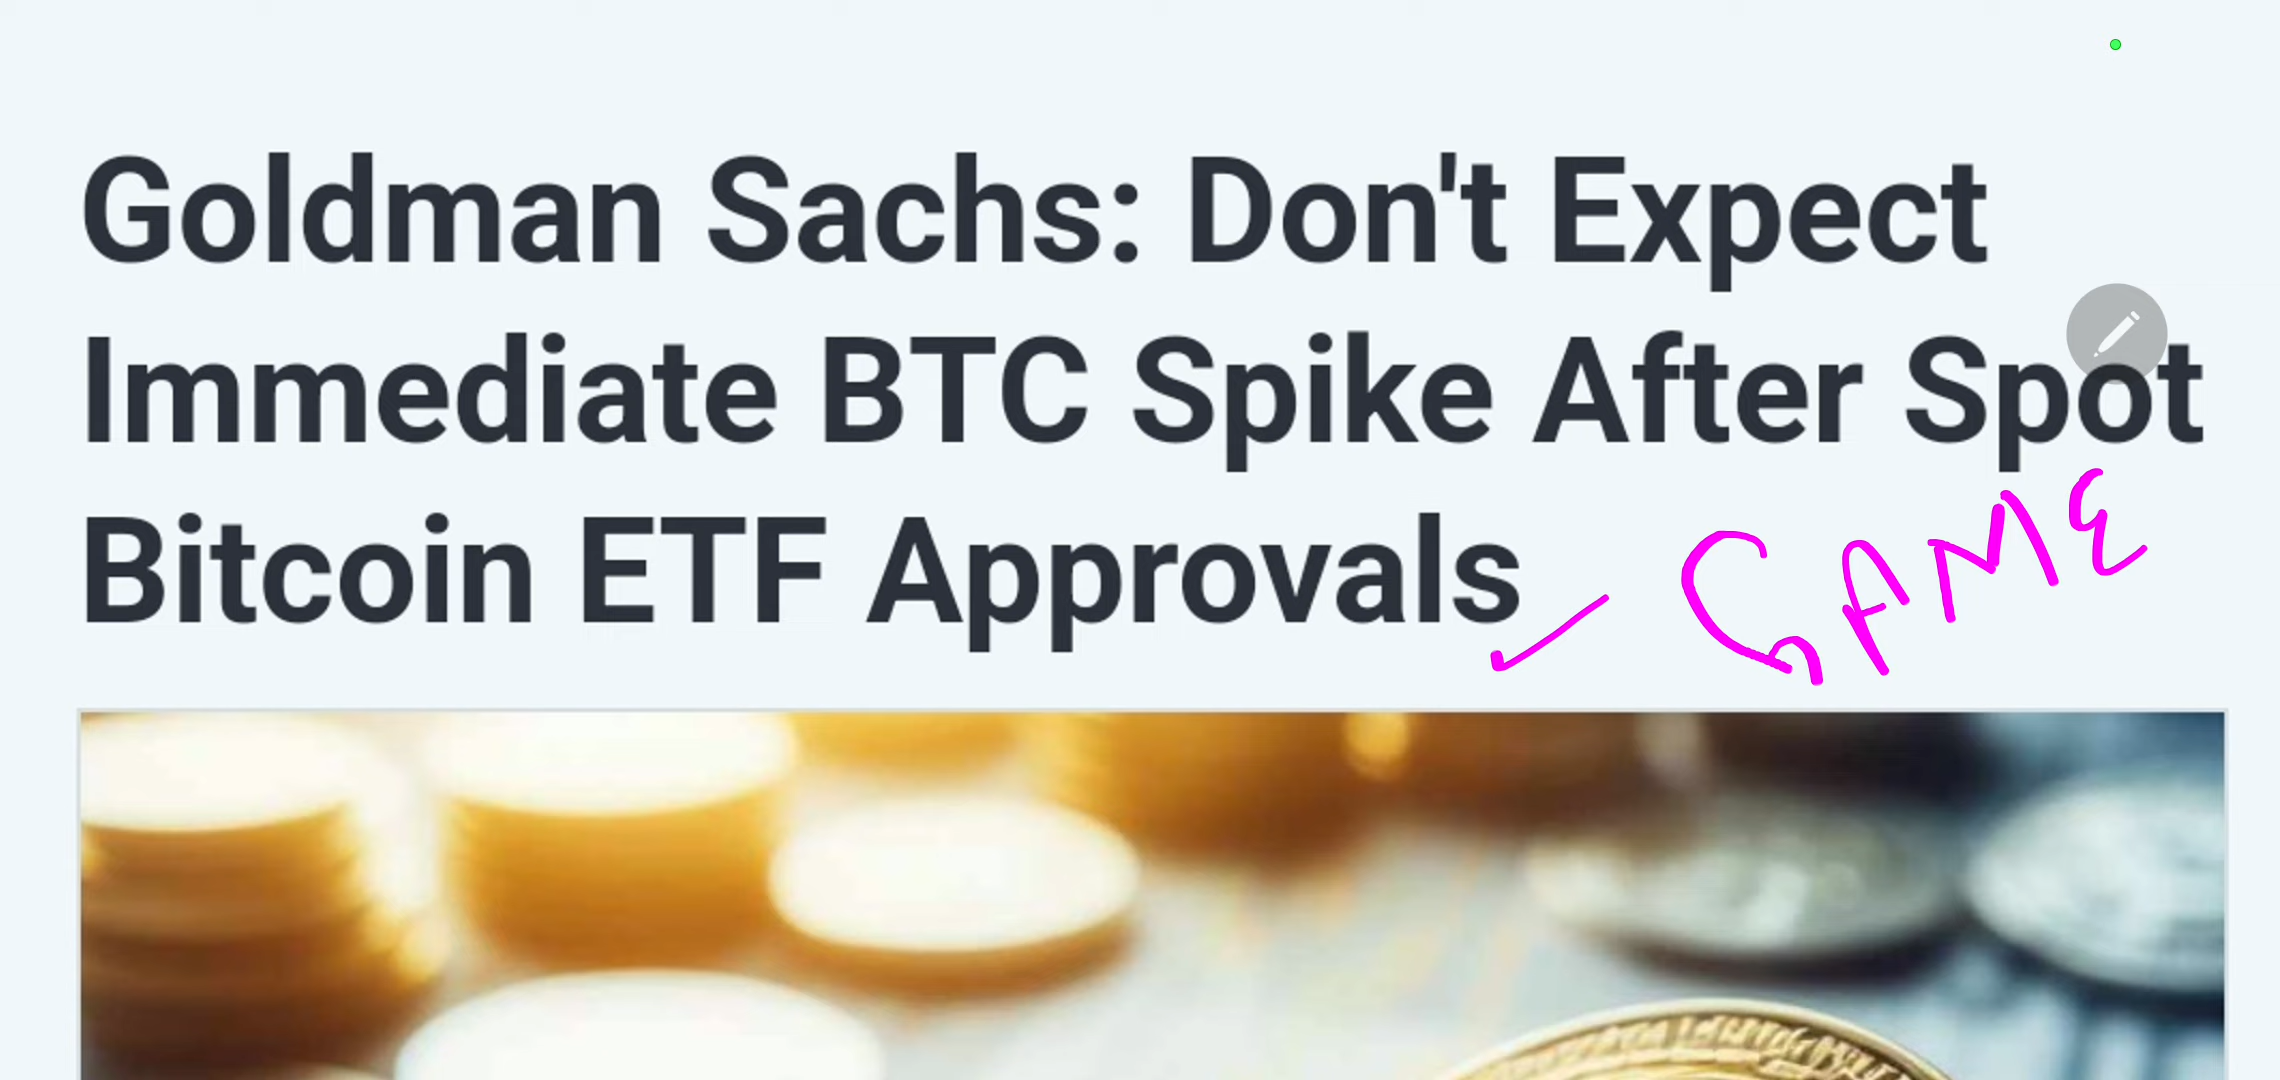 Goldman Sachs: Don't Expect
Immediate BTC Spike After Spot
Bitcoin ETF Approvals
GAME